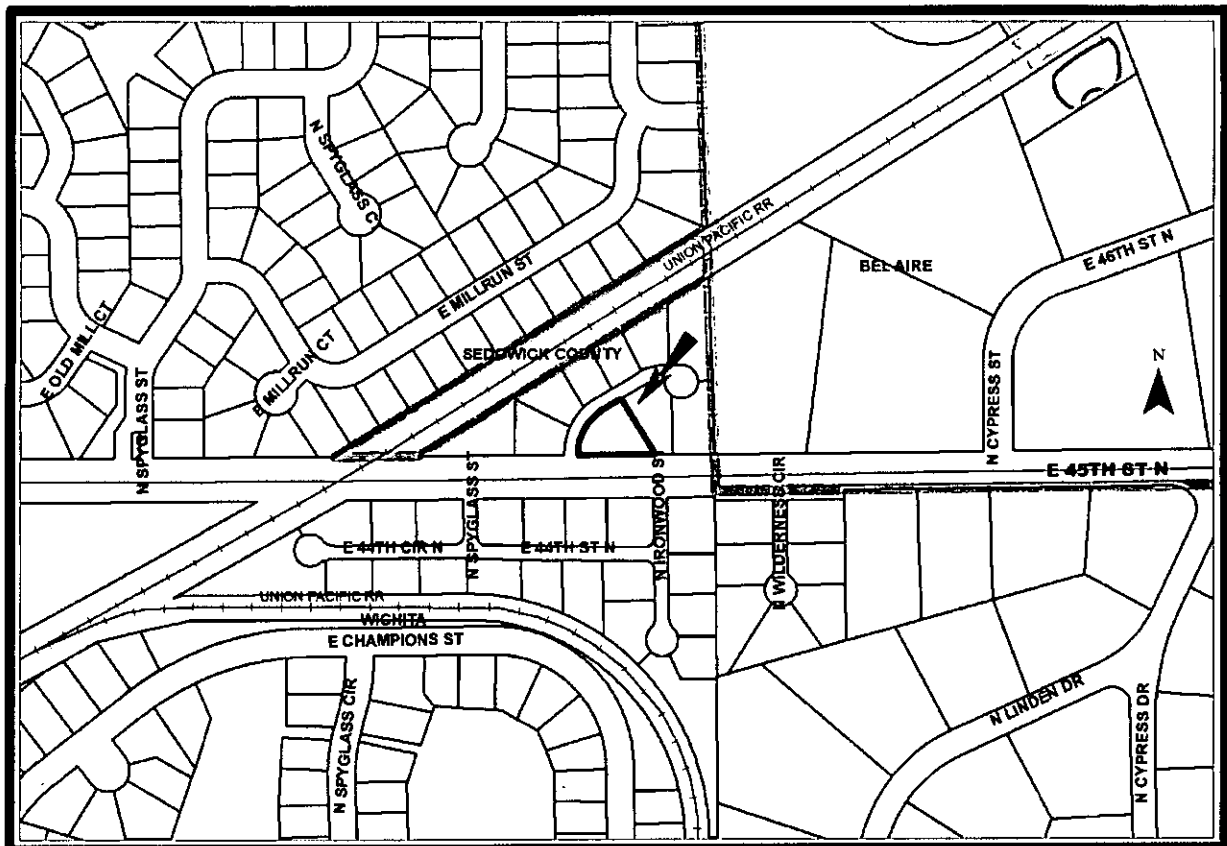 N SPYGLASS C
UNION PACIFIC RR
BEL AIRE
E 46TH ST N
E MILLRUN ST
E OLD MILL CT
E MILLRUN CT
SEDGWICK COUNTY
N
N SPYGLASS ST
N CYPRESS ST
E 45TH ST N
N SPYGLASS ST
N IRONWOOD ST
N WILDERNESS CIR
E 44TH CIR N
E 44TH ST N
UNION PACIFIC RR
WICHITA
E CHAMPIONS ST
N SPYGLASS CIR
N LINDEN DR
N CYPRESS DR